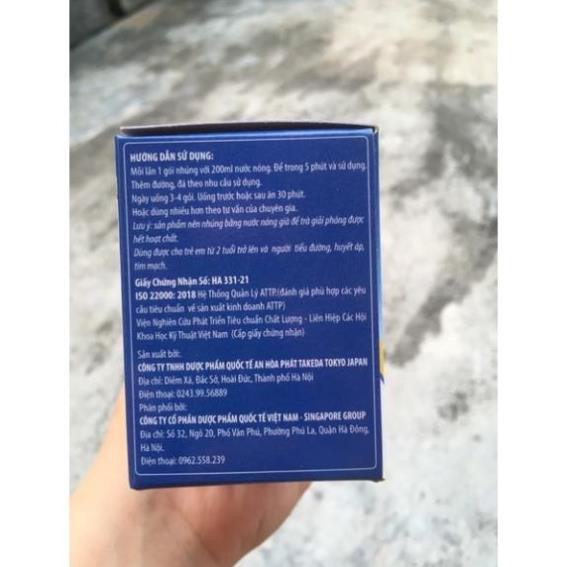 HƯỚNG DẪN SỬ DỤNG:
Mỗi lần 1 gói nhúng với 200ml nước nóng. Để trong 5 phút và sử dụng.
Thêm đường, đá theo nhu cầu sử dụng.
Ngày uống 3-4 gói. Uống trước hoặc sau ăn 30 phút.
Hoặc dùng nhiều hơn theo tư vấn của chuyên gia.
Lưu ý: sản phẩm nên nhúng bằng nước nóng già để trà giải phóng được
hết hoạt chất.
Dùng được cho trẻ em từ 2 tuổi trở lên và người tiểu đường, huyết áp,
tim mạch.
Giấy Chứng Nhận Số: HA 331-21
ISO 22000: 2018 Hệ Thống Quản Lý ATTP.(đánh giá phù hợp các yêu
cầu tiêu chuẩn về sản xuất kinh doanh ATTP)
Viện Nghiên Cứu Phát Triển Tiêu chuẩn Chất Lượng - Liên Hiệp Các Hội
Khoa Học Kỹ Thuật Việt Nam (Cấp giấy chứng nhận)
Sản xuất bởi:
CÔNG TY TNHH DƯỢC PHẨM QUỐC TẾ AN HÒA PHÁT TAKEDA TOKYO JAPAN
Địa chỉ: Diềm Xá, Đắc Sở, Hoài Đức, Thành phố Hà Nội
Điện thoại: 0243.99.56889
Phân phối bởi:
CÔNG TY CỔ PHẦN DƯỢC PHẨM QUỐC TẾ VIỆT NAM - SINGAPORE GROUP
Địa chỉ: Số 32, Ngõ 20, Phố Văn Phú, Phường Phú La, Quận Hà Đông,
Hà Nội.
Điện thoại: 0962.558.239